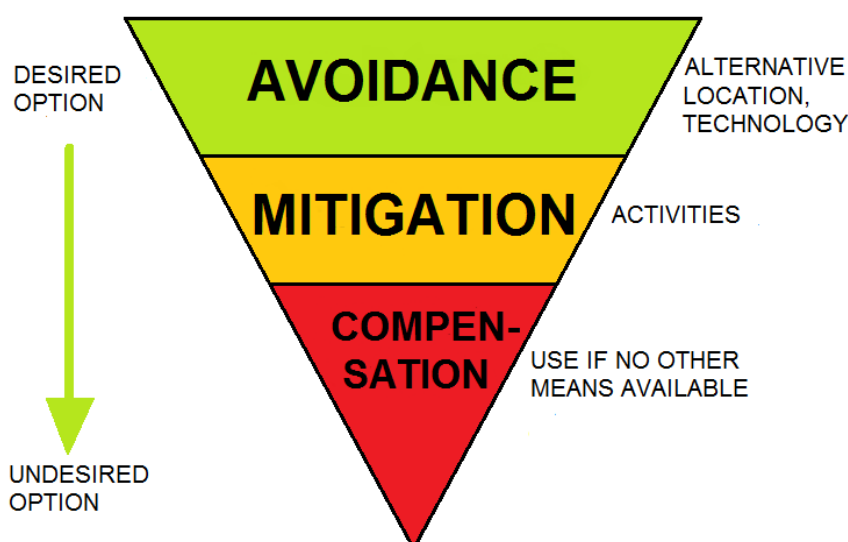 DESIRED
OPTION
AVOIDANCE
ALTERNATIVE
LOCATION,
TECHNOLOGY
MITIGATION
ACTIVITIES
COMPEN-
SATION
USE IF NO OTHER
MEANS AVAILABLE
UNDESIRED
OPTION